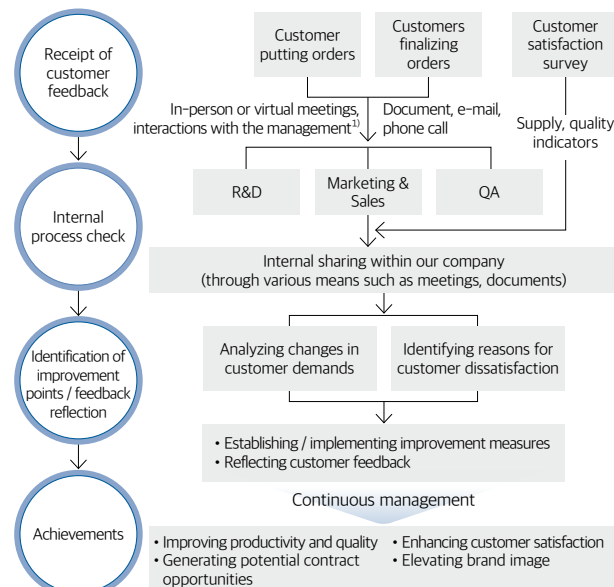 Receipt of
customer
feedback
Customer
putting orders
Customers
finalizing
orders
Customer
satisfaction
survey
In-person or virtual meetings,
interactions with the management¹⁾
Document, e-mail,
phone call
Supply, quality
indicators
Internal
process check
R&D
Marketing &
Sales
QA
Internal sharing within our company
(through various means such as meetings, documents)
Identification of
improvement
points / feedback
reflection
Analyzing changes in
customer demands
Identifying reasons for
customer dissatisfaction
• Establishing / implementing improvement measures
• Reflecting customer feedback
Continuous management
Achievements
• Improving productivity and quality
• Generating potential contract
opportunities
• Enhancing customer satisfaction
• Elevating brand image